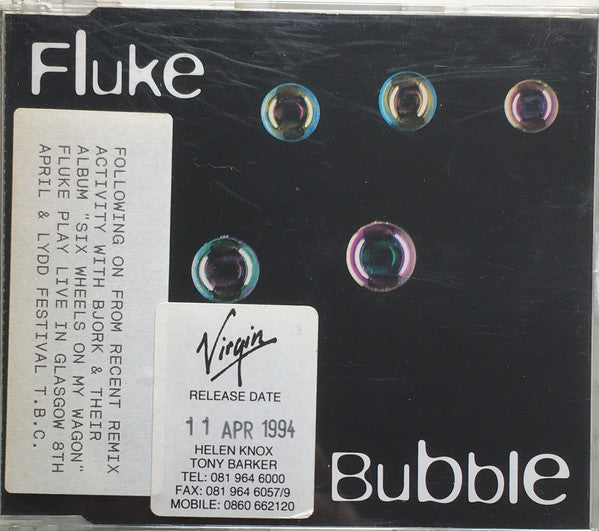 Fluke
FOLLOWING ON FROM RECENT REMIX
ACTIVITY WITH BJORK & THEIR
ALBUM "SIX WHEELS ON MY WAGON"
FLUKE PLAY LIVE IN GLASGOW 8TH
APRIL & LYDD FESTIVAL T.B.C.
Virgin
RELEASE DATE
11 APR 1994
HELEN KNOX
TONY BARKER
TEL: 081 964 6000
FAX: 081 964 6057/9
MOBILE: 0860 662120
Bubble